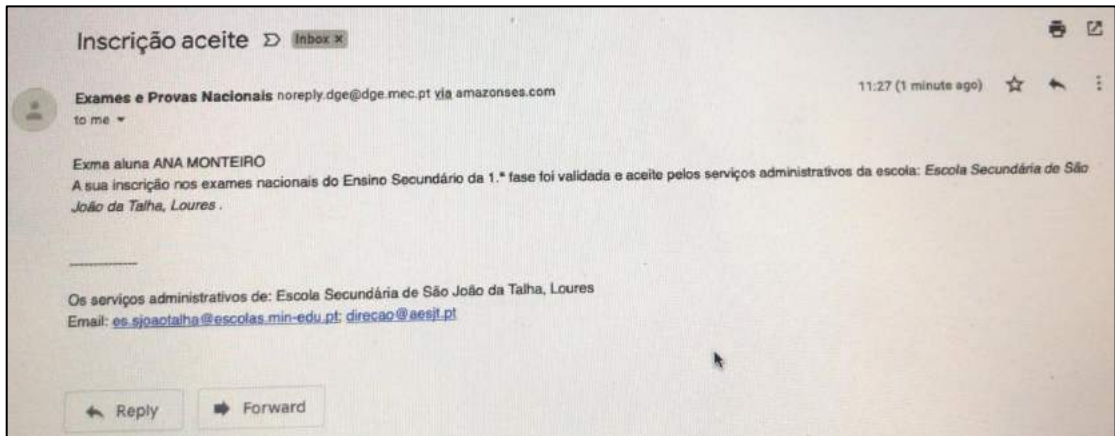 Inscrição aceite Inbox ×
Exames e Provas Nacionais noreply.dge@dge.mec.pt via amazonses.com
11:27 (1 minute ago)
to me
Exma aluna ANA MONTEIRO
A sua inscrição nos exames nacionais do Ensino Secundário da 1.ª fase foi validada e aceite pelos serviços administrativos da escola: Escola Secundária de São
João da Talha, Loures .
---------------
Os serviços administrativos de: Escola Secundária de São João da Talha, Loures
Email: es.sjoaotalha@escolas.min-edu.pt; direcao@aesjt.pt
Reply
Forward